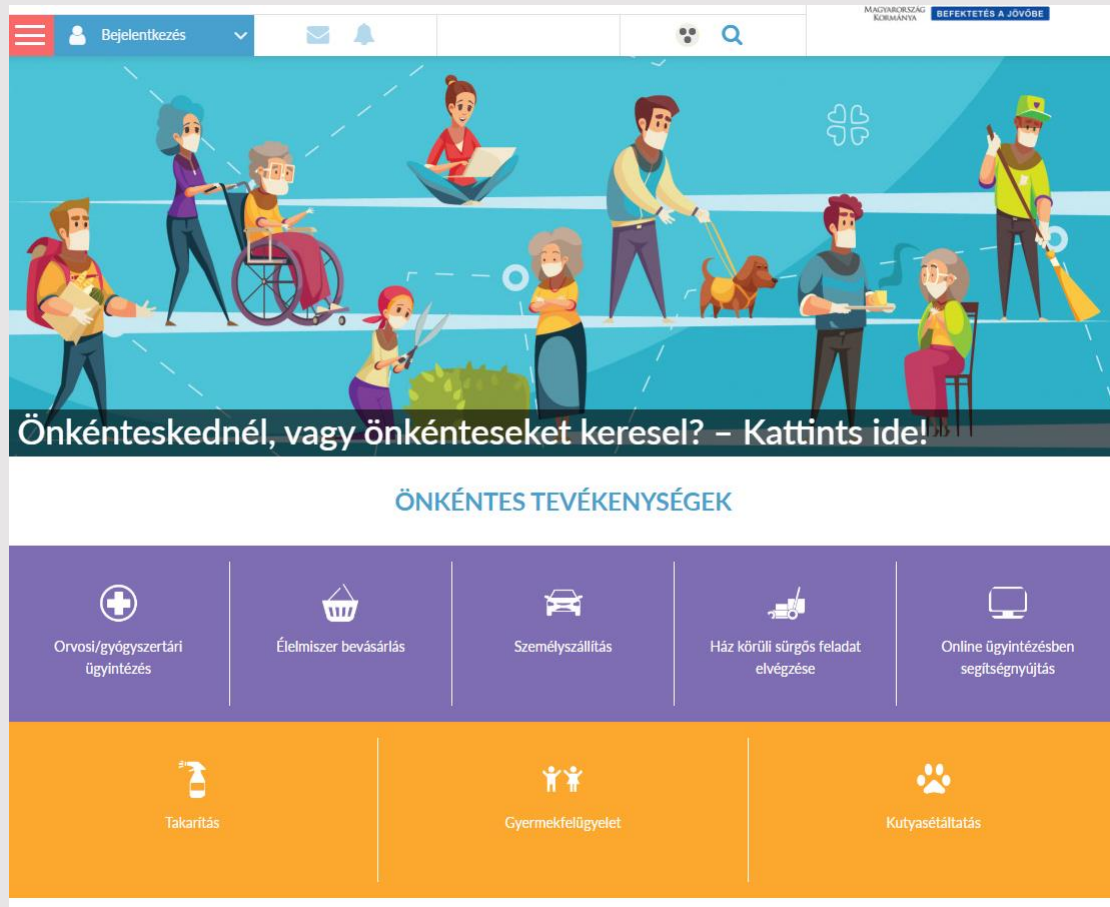 MAGYARORSZÁG
KORMÁNYA
BEFEKTETÉS A JÖVŐBE
Bejelentkezés
Önkénteskednél, vagy önkénteseket keresel? – Kattints ide!
ÖNKÉNTES TEVÉKENYSÉGEK
Orvosi/gyógyszertári
ügyintézés
Élelmiszer bevásárlás
Személyszállítás
Ház körüli sürgős feladat
elvégzése
Online ügyintézésben
segítségnyújtás
Takarítás
Gyermekfelügyelet
Kutyasétáltatás